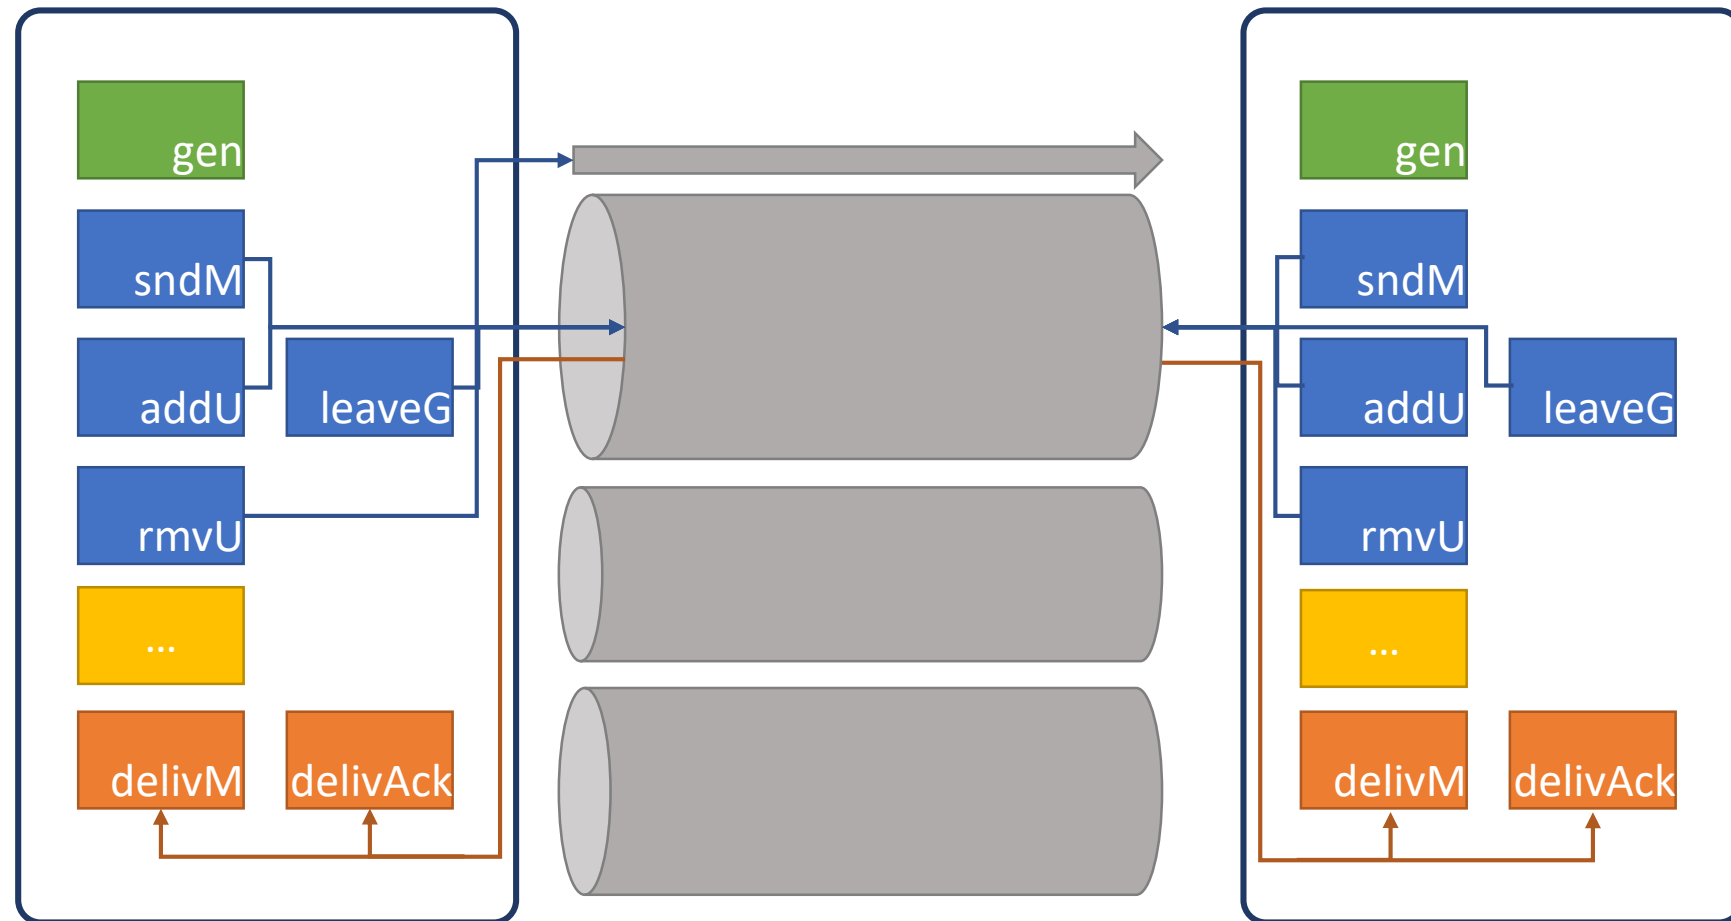 gen
sndM
addU leaveG
rmvU
...
delivM delivAck
gen
sndM
addU leaveG
rmvU
...
delivM delivAck